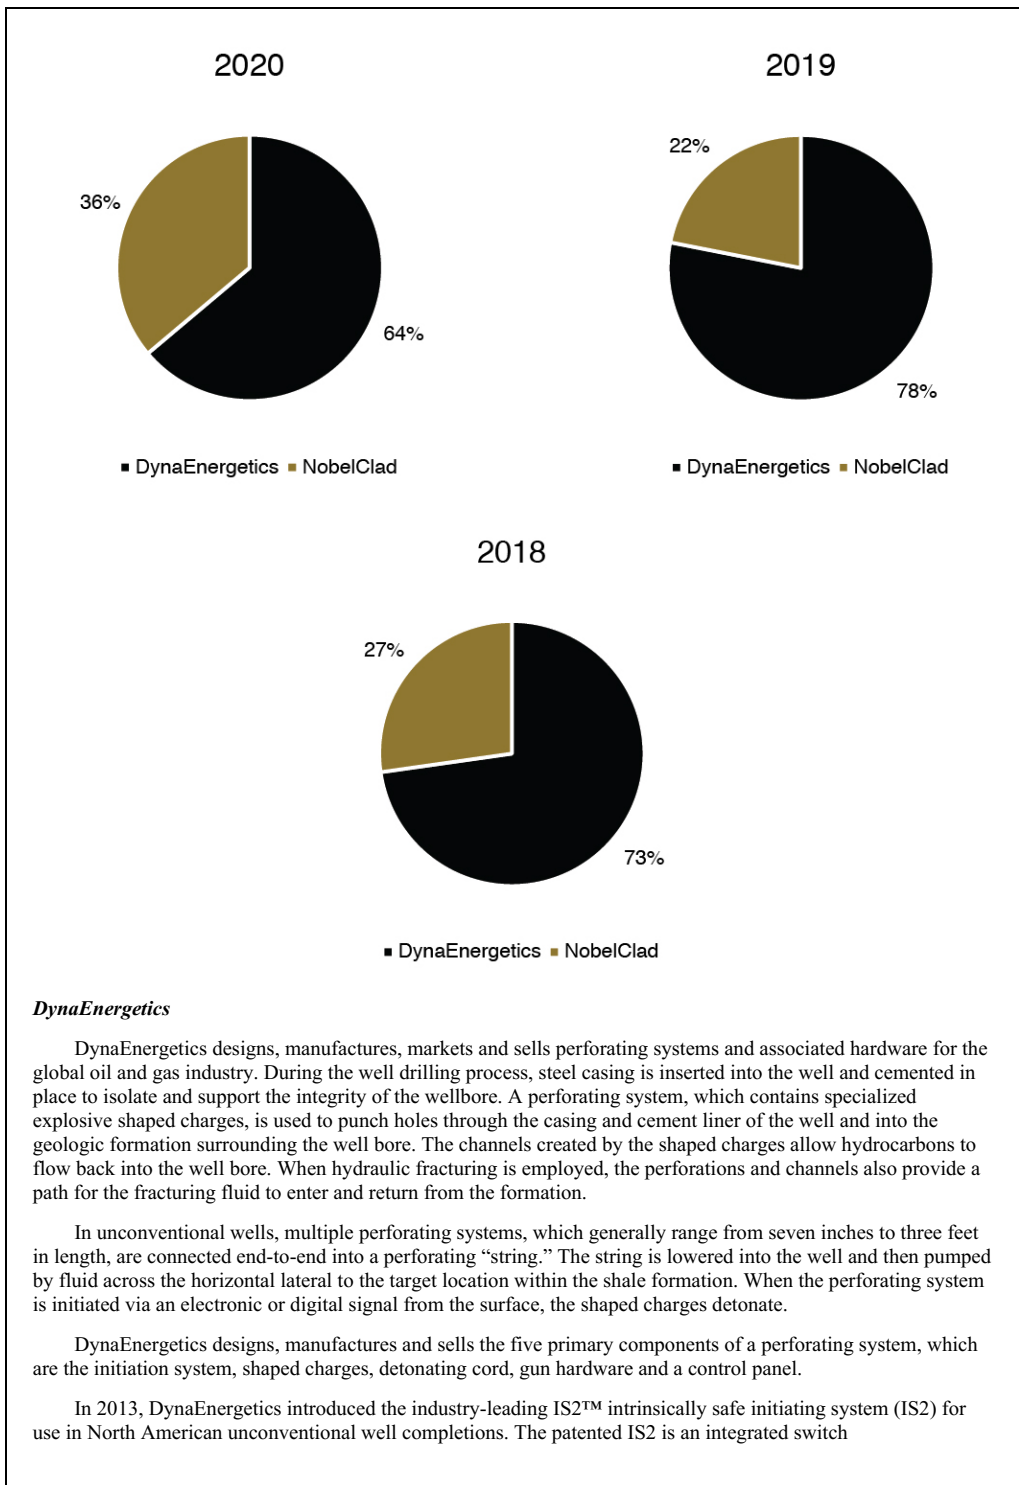 2020
2019
36%
64%
22%
78%
DynaEnergetics NobelClad
DynaEnergetics NobelClad
2018
27%
73%
DynaEnergetics NobelClad
DynaEnergetics
DynaEnergetics designs, manufactures, markets and sells perforating systems and associated hardware for the
global oil and gas industry. During the well drilling process, steel casing is inserted into the well and cemented in
place to isolate and support the integrity of the wellbore. A perforating system, which contains specialized
explosive shaped charges, is used to punch holes through the casing and cement liner of the well and into the
geologic formation surrounding the well bore. The channels created by the shaped charges allow hydrocarbons to
flow back into the well bore. When hydraulic fracturing is employed, the perforations and channels also provide a
path for the fracturing fluid to enter and return from the formation.
In unconventional wells, multiple perforating systems, which generally range from seven inches to three feet
in length, are connected end-to-end into a perforating “string.” The string is lowered into the well and then pumped
by fluid across the horizontal lateral to the target location within the shale formation. When the perforating system
is initiated via an electronic or digital signal from the surface, the shaped charges detonate.
DynaEnergetics designs, manufactures and sells the five primary components of a perforating system, which
are the initiation system, shaped charges, detonating cord, gun hardware and a control panel.
In 2013, DynaEnergetics introduced the industry-leading IS2™ intrinsically safe initiating system (IS2) for
use in North American unconventional well completions. The patented IS2 is an integrated switch